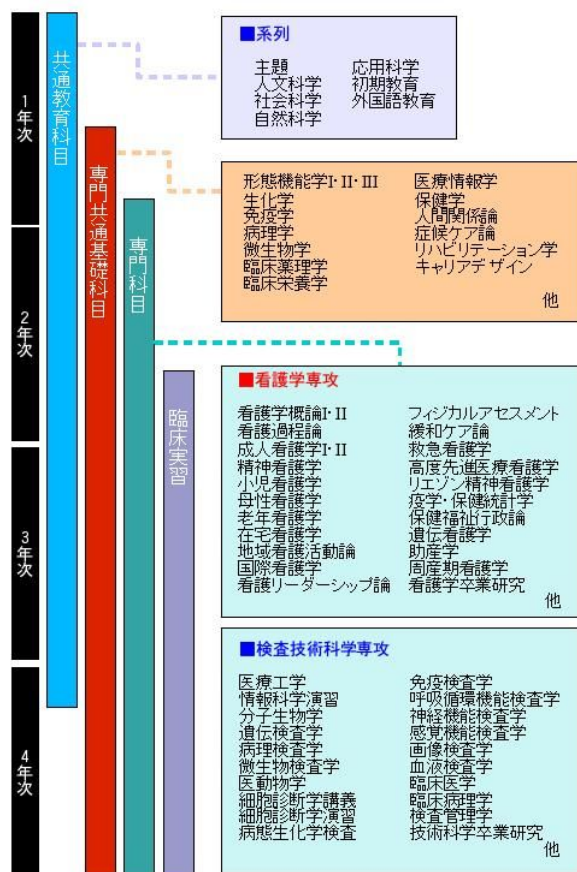 1年次
2年次
3年次
4年次
共通教育科目
専門共通基礎科目
専門科目
臨床実習
■系列
主題
人文科学
社会科学
自然科学
応用科学
初期教育
外国語教育
形態機能学I・II・III
生化学
免疫学
病理学
微生物学
臨床薬理学
臨床栄養学
医療情報学
保健学
人間関係論
症候ケア論
リハビリテーション学
キャリアデザイン
他
■看護学専攻
看護学概論I・II
看護過程論
成人看護学I・II
精神看護学
小児看護学
母性看護学
老年看護学
在宅看護学
地域看護活動論
国際看護学
看護リーダーシップ論
フィジカルアセスメント
緩和ケア論
救急看護学
高度先進医療看護学
リエゾン精神看護学
疫学・保健統計学
保健福祉行政論
遺伝看護学
助産学
周産期看護学
看護学卒業研究
他
■検査技術科学専攻
医療工学
情報科学演習
分子生物学
遺伝検査学
病理検査学
微生物検査学
医動物学
細胞診断学講義
細胞診断学演習
病態生化学検査
免疫検査学
呼吸循環機能検査学
神経機能検査学
感覚機能検査学
画像検査学
血液検査学
臨床医学
臨床病理学
検査管理学
技術科学卒業研究
他